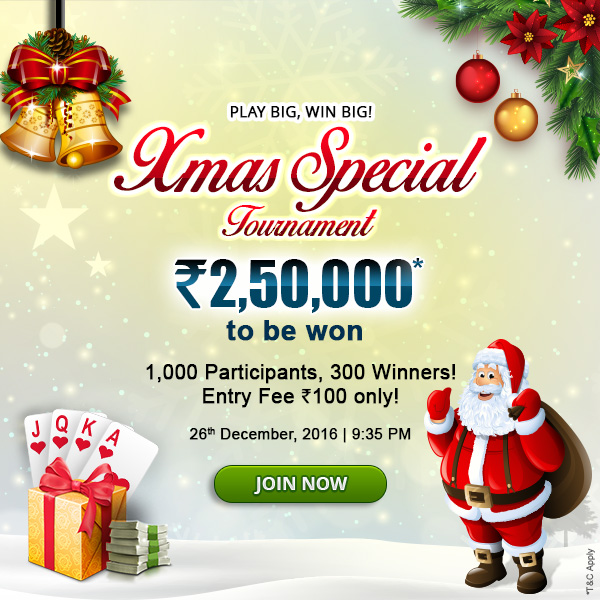 PLAY BIG, WIN BIG!
Xmas Special
Tournament
₹2,50,000*
to be won
1,000 Participants, 300 Winners!
Entry Fee ₹100 only!
26th December, 2016 | 9:35 PM
J Q K A
JOIN NOW
*T&C Apply